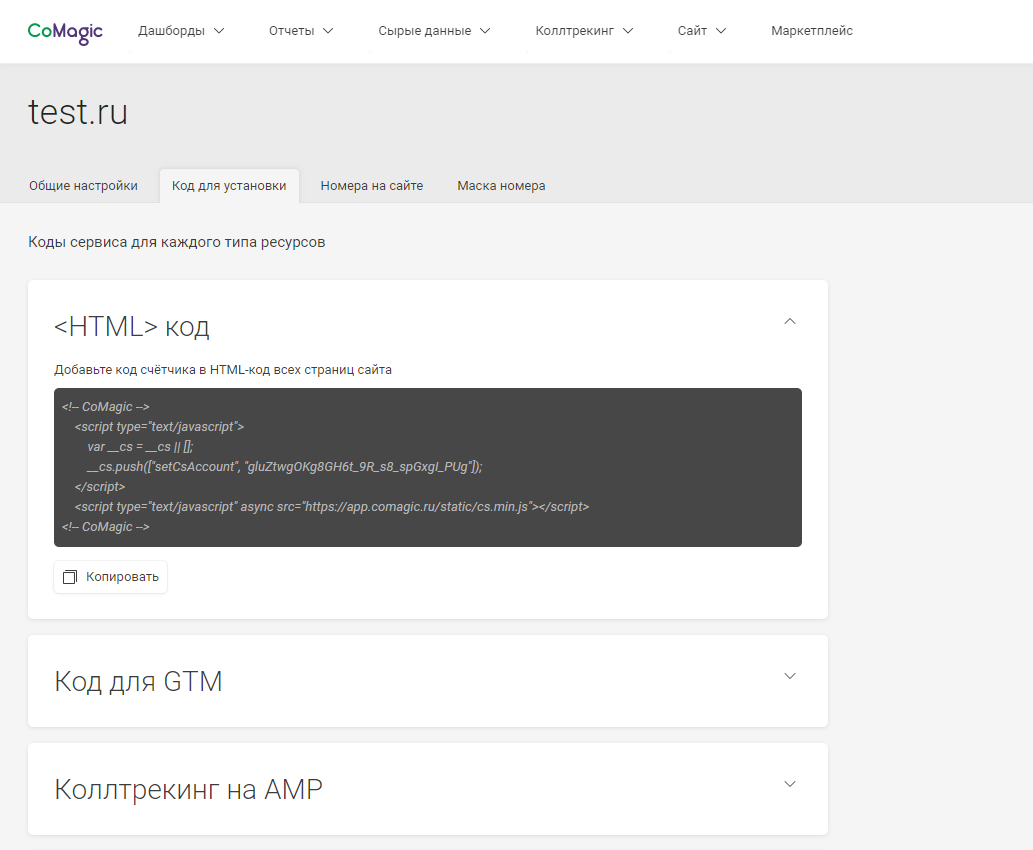 CoMagic Дашборды Отчеты Сырые данные Коллтрекинг Сайт Маркетплейс
test.ru
Общие настройки Код для установки Номера на сайте Маска номера
Коды сервиса для каждого типа ресурсов
<HTML> код
Добавьте код счётчика в HTML-код всех страниц сайта
<!-- CoMagic -->
<script type="text/javascript">
var __cs = __cs || [];
__cs.push(["setCsAccount", "gluZtwgOKg8GH6t_9R_s8_spGxgI_PUg"]);
</script>
<script type="text/javascript" async src="https://app.comagic.ru/static/cs.min.js"></script>
<!-- CoMagic -->
Копировать
Код для GTM
Коллтрекинг на AMP